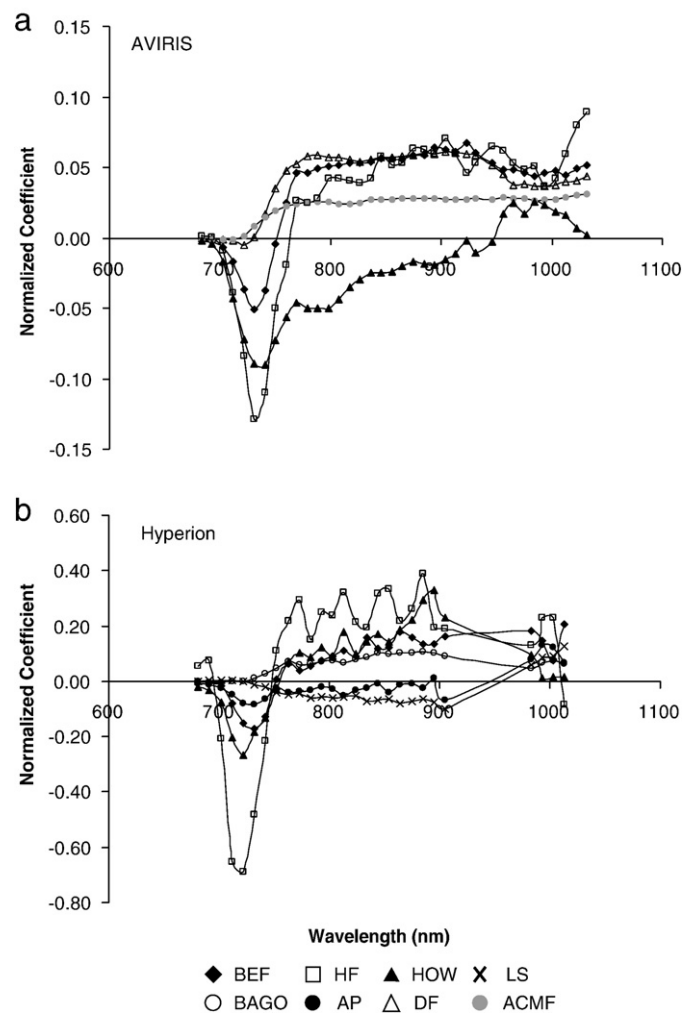 a
AVIRIS
0.15
0.10
0.05
0.00
-0.05
-0.10
-0.15
600 700 800 900 1000 1100
Normalized Coefficient
b
Hyperion
0.60
0.40
0.20
0.00
-0.20
-0.40
-0.60
-0.80
600 700 800 900 1000 1100
Normalized Coefficient
Wavelength (nm)
BEF HF HOW LS
BAGO AP DF ACMF